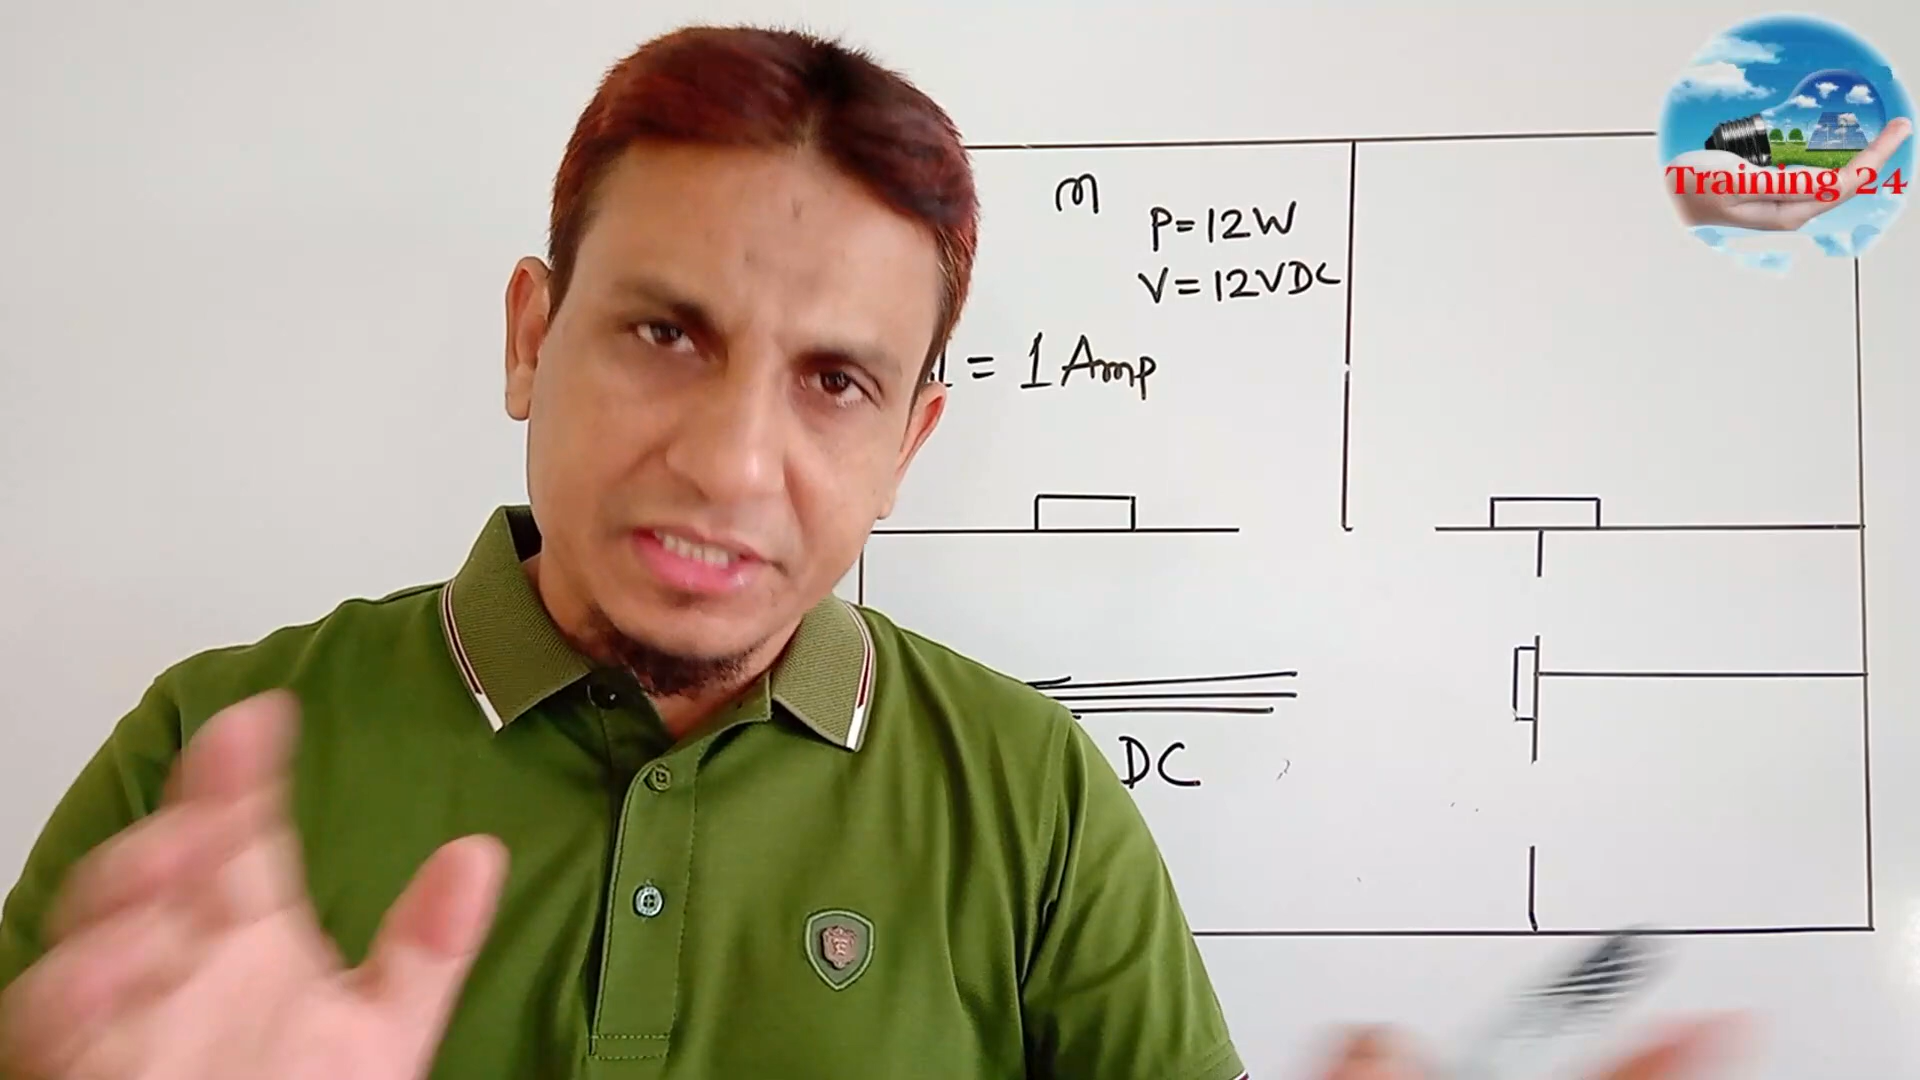 Training 24
m
P=12W
V=12VDC
I = 1 Amp
DC